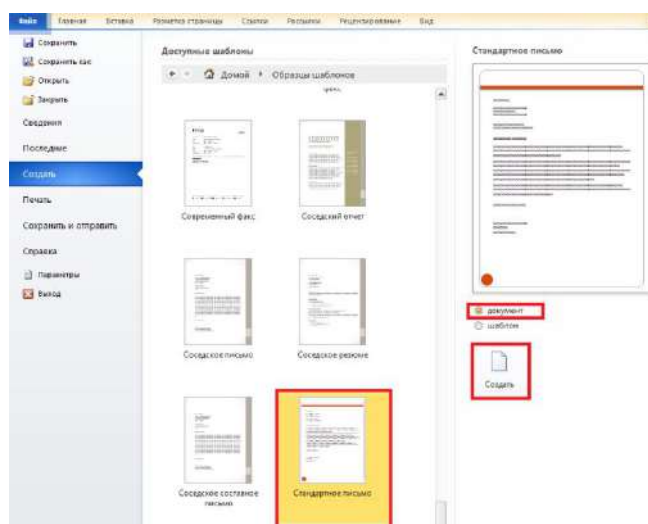 Файл Главная Вставка Разметка страницы Ссылки Рассылки Рецензирование Вид
Сохранить
Сохранить как
Открыть
Закрыть
Сведения
Последние
Создать
Печать
Сохранить и отправить
Справка
Параметры
Выход
Доступные шаблоны
Домой
Образцы шаблонов
Современный факс
Соседский отчет
Соседское письмо
Соседское резюме
Соседское составное
письмо
Стандартное письмо
Стандартное письмо
документ
шаблон
Создать